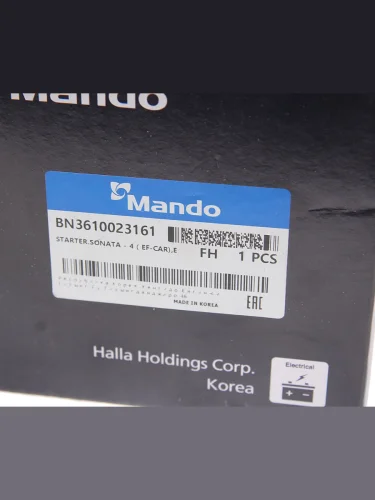 Mando
Mando
BN3610023161
STARTER.SONATA - 4 ( EF-CAR),E
FH 1 PCS
MADE IN KOREA
EAC
Halla Holdings Corp.
Korea
Electrical